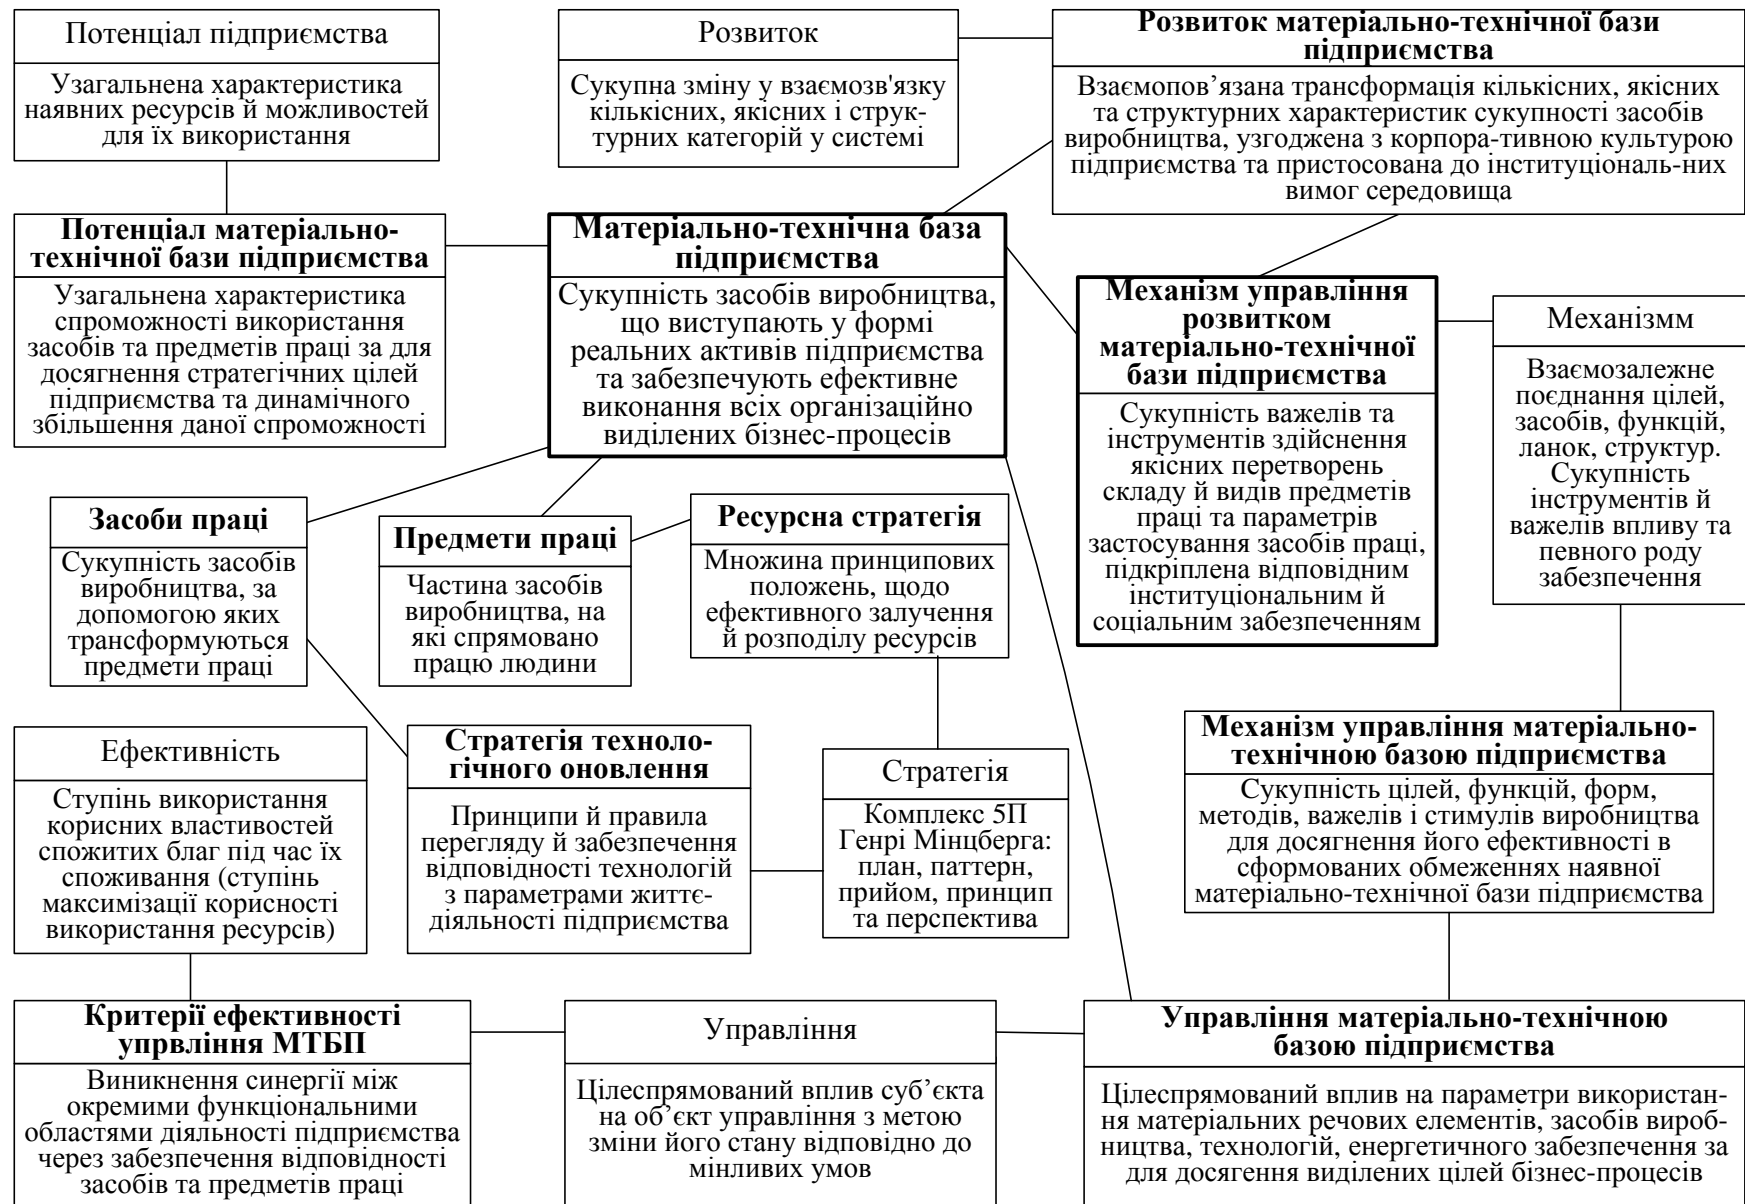 Потенціал підприємства
Узагальнена характеристика
наявних ресурсів й можливостей
для їх використання
Розвиток
Сукупна зміну у взаємозв'язку
кількісних, якісних і струк-
турних категорій у системі
Розвиток матеріально-технічної бази
підприємства
Взаємопов’язана трансформація кількісних, якісних
та структурних характеристик сукупності засобів
виробництва, узгоджена з корпора-тивною культурою
підприємства та пристосована до інституціональ-них
вимог середовища
Потенціал матеріально-
технічної бази підприємства
Узагальнена характеристика
спроможності використання
засобів та предметів праці за для
досягнення стратегічних цілей
підприємства та динамічного
збільшення даної спроможності
Матеріально-технічна база
підприємства
Сукупність засобів виробництва,
що виступають у формі
реальних активів підприємства
та забезпечують ефективне
виконання всіх організаційно
виділених бізнес-процесів
Механізм управління
розвитком
матеріально-технічної
бази підприємства
Сукупність важелів та
інструментів здійснення
якісних перетворень
складу й видів предметів
праці та параметрів
застосування засобів праці,
підкріплена відповідним
інституціональним й
соціальним забезпеченням
Механізмм
Взаємозалежне
поєднання цілей,
засобів, функцій,
ланок, структур.
Сукупність
інструментів й
важелів впливу та
певного роду
забезпечення
Засоби праці
Сукупність засобів
виробництва, за
допомогою яких
трансформуються
предмети праці
Предмети праці
Частина засобів
виробництва, на
які спрямовано
працю людини
Ресурсна стратегія
Множина принципових
положень, щодо
ефективного залучення
й розподілу ресурсів
Ефективність
Ступінь використання
корисних властивостей
спожитих благ під час їх
споживання (ступінь
максимізації корисності
використання ресурсів)
Стратегія техноло-
гічного оновлення
Принципи й правила
перегляду й забезпечення
відповідності технологій
з параметрами життє-
діяльності підприємства
Стратегія
Комплекс 5П
Генрі Мінцберга:
план, паттерн,
прийом, принцип
та перспектива
Механізм управління матеріально-
технічною базою підприємства
Сукупність цілей, функцій, форм,
методів, важелів і стимулів виробництва
для досягнення його ефективності в
сформованих обмеженнях наявної
матеріально-технічної бази підприємства
Критерії ефективності
упрвління МТБП
Виникнення синергії між
окремими функціональними
областями діяльності підприємства
через забезпечення відповідності
засобів та предметів праці
Управління
Цілеспрямований вплив суб’єкта
на об’єкт управління з метою
зміни його стану відповідно до
мінливих умов
Управління матеріально-технічною
базою підприємства
Цілеспрямований вплив на параметри використан-
ня матеріальних речових елементів, засобів вироб-
ництва, технологій, енергетичного забезпечення за
для досягення виділених цілей бізнес-процесів